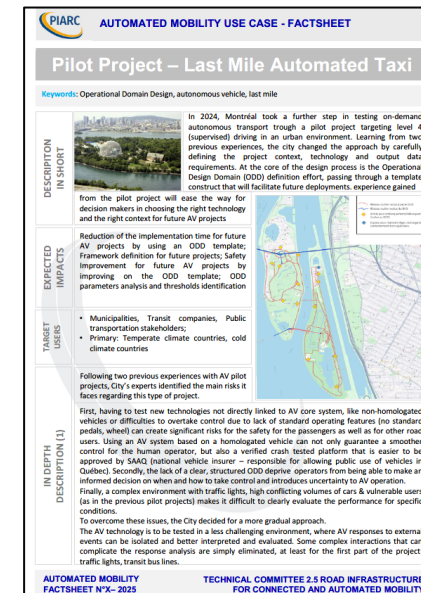 PIARC
AUTOMATED MOBILITY USE CASE - FACTSHEET
Pilot Project – Last Mile Automated Taxi
Keywords: Operational Domain Design, autonomous vehicle, last mile
DESCRIPTION
IN SHORT
In 2024, Montréal took a further step in testing on-demand
autonomous transport trough a pilot project targeting level 4
(supervised) driving in an urban environment. Learning from two
previous experiences, the city changed the approach by carefully
defining the project context, technology and output data
requirements. At the core of the design process is the Operational
Design Domain (ODD) definition effort, passing through a template
construct that will facilitate future deployments. experience gained
from the pilot project will ease the way for
decision makers in choosing the right technology
and the right context for future AV projects
EXPECTED
IMPACTS
Reduction of the implementation time for future
AV projects by using an ODD template;
Framework definition for future projects; Safety
Improvement for future AV projects by
improving on the ODD template; ODD
parameters analysis and thresholds identification
TARGET
USERS
• Municipalities, Transit companies, Public
transportation stakeholders;
• Primary: Temperate climate countries, cold
climate countries
IN DEPTH
DESCRIPTION (1)
Following two previous experiences with AV pilot
projects, City's experts identified the main risks it
faces regarding this type of project.
First, having to test new technologies not directly linked to AV core system, like non-homologated
vehicles or difficulties to overtake control due to lack of standard operating features (no standard
pedals, wheel) can create significant risks for the safety for the passengers as well as for other road
users. Using an AV system based on a homologated vehicle can not only guarantee a smoother
control for the human operator, but also a verified crash tested platform that is easier to be
approved by SAAQ (national vehicle insurer – responsible for allowing public use of vehicles in
Québec). Secondly, the lack of a clear, structured ODD deprive operators from being able to make an
informed decision on when and how to take control and introduces uncertainty to AV operation.
Finally, a complex environment with traffic lights, high conflicting volumes of cars & vulnerable users
(as in the previous pilot projects) makes it difficult to clearly evaluate the performance for specific
conditions.
To overcome these issues, the City decided for a more gradual approach.
The AV technology is to be tested in a less challenging environment, where AV responses to external
events can be isolated and better interpreted and evaluated. Some complex interactions that can
complicate the response analysis are simply eliminated, at least for the first part of the project:
traffic lights, transit bus lines.
AUTOMATED MOBILITY
FACTSHEET N°X– 2025
TECHNICAL COMMITTEE 2.5 ROAD INFRASTRUCTURE
FOR CONNECTED AND AUTOMATED MOBILITY